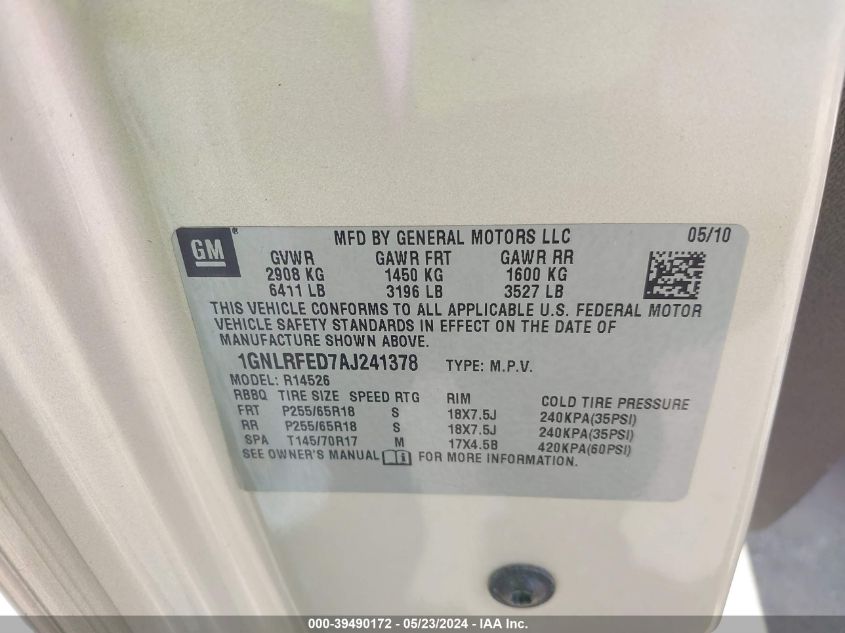 GM® MFD BY GENERAL MOTORS LLC 05/10
GVWR GAWR FRT GAWR RR
2908 KG 1450 KG 1600 KG
6411 LB 3196 LB 3527 LB
THIS VEHICLE CONFORMS TO ALL APPLICABLE U.S. FEDERAL MOTOR
VEHICLE SAFETY STANDARDS IN EFFECT ON THE DATE OF
MANUFACTURE SHOWN ABOVE.
1GNLRFED7AJ241378 TYPE: M.P.V.
MODEL: R14526
RBBQ TIRE SIZE SPEED RTG RIM COLD TIRE PRESSURE
FRT P255/65R18 S 18X7.5J 240KPA(35PSI)
RR P255/65R18 S 18X7.5J 240KPA(35PSI)
SPA T145/70R17 M 17X4.5B 420KPA(60PSI)
SEE OWNER'S MANUAL FOR MORE INFORMATION.
000-39490172 - 05/23/2024 - IAA Inc.